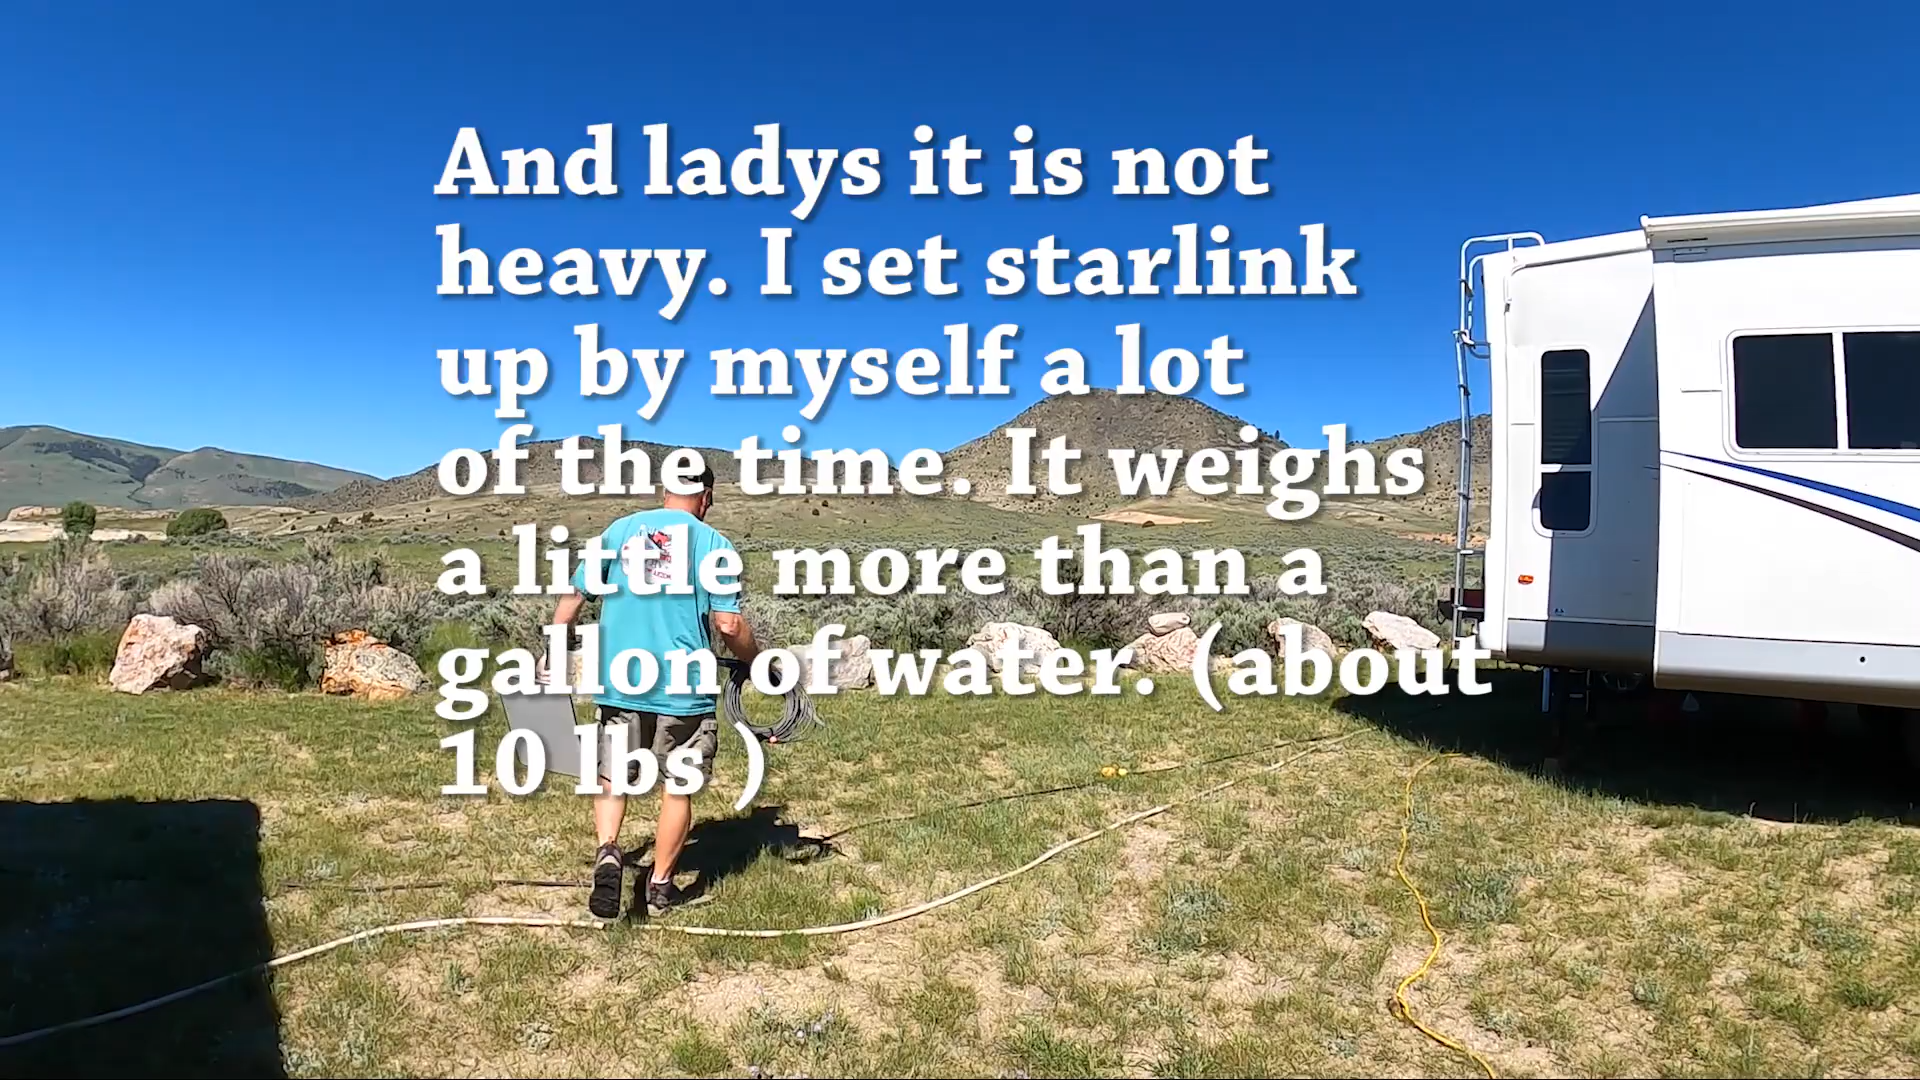 And ladys it is not
heavy. I set starlink
up by myself a lot
of the time. It weighs
a little more than a
gallon of water. (about
10 lbs )